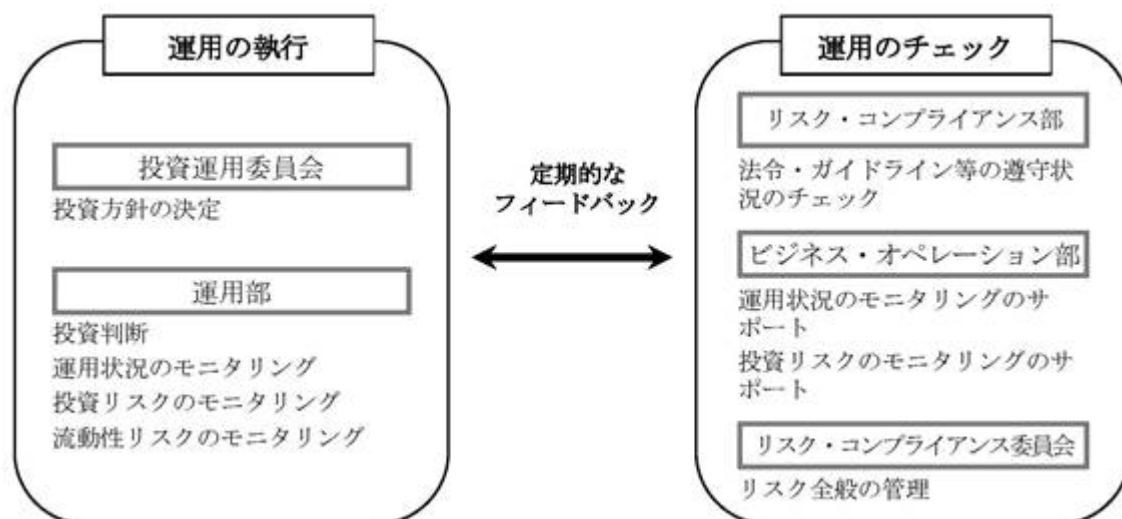 運用の執行
投資運用委員会
投資方針の決定
運用部
投資判断
運用状況のモニタリング
投資リスクのモニタリング
流動性リスクのモニタリング
定期的な
フィードバック
運用のチェック
リスク・コンプライアンス部
法令・ガイドライン等の遵守状
況のチェック
ビジネス・オペレーション部
運用状況のモニタリングのサ
ポート
投資リスクのモニタリングのサ
ポート
リスク・コンプライアンス委員会
リスク全般の管理